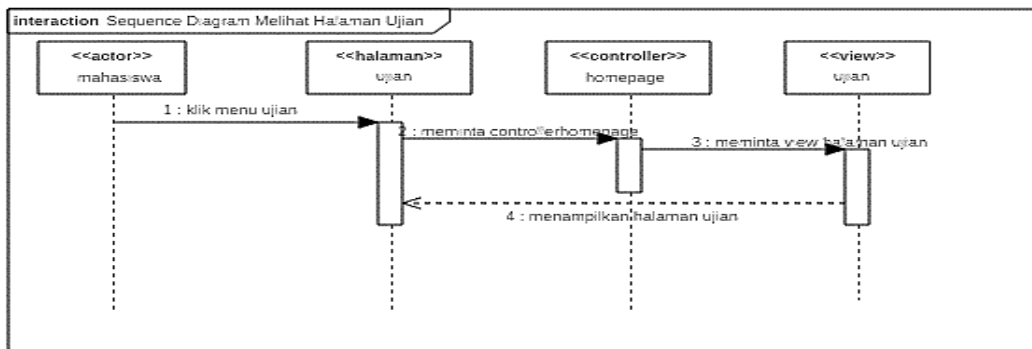 interaction Sequence Diagram Melihat Halaman Ujian
<<actor>>
mahasiswa
<<halaman>>
ujian
<<controller>>
homepage
<<view>>
ujian
1 : klik menu ujian
2 : meminta controllerhomepage
3 : meminta view halaman ujian
4 : menampilkan halaman ujian